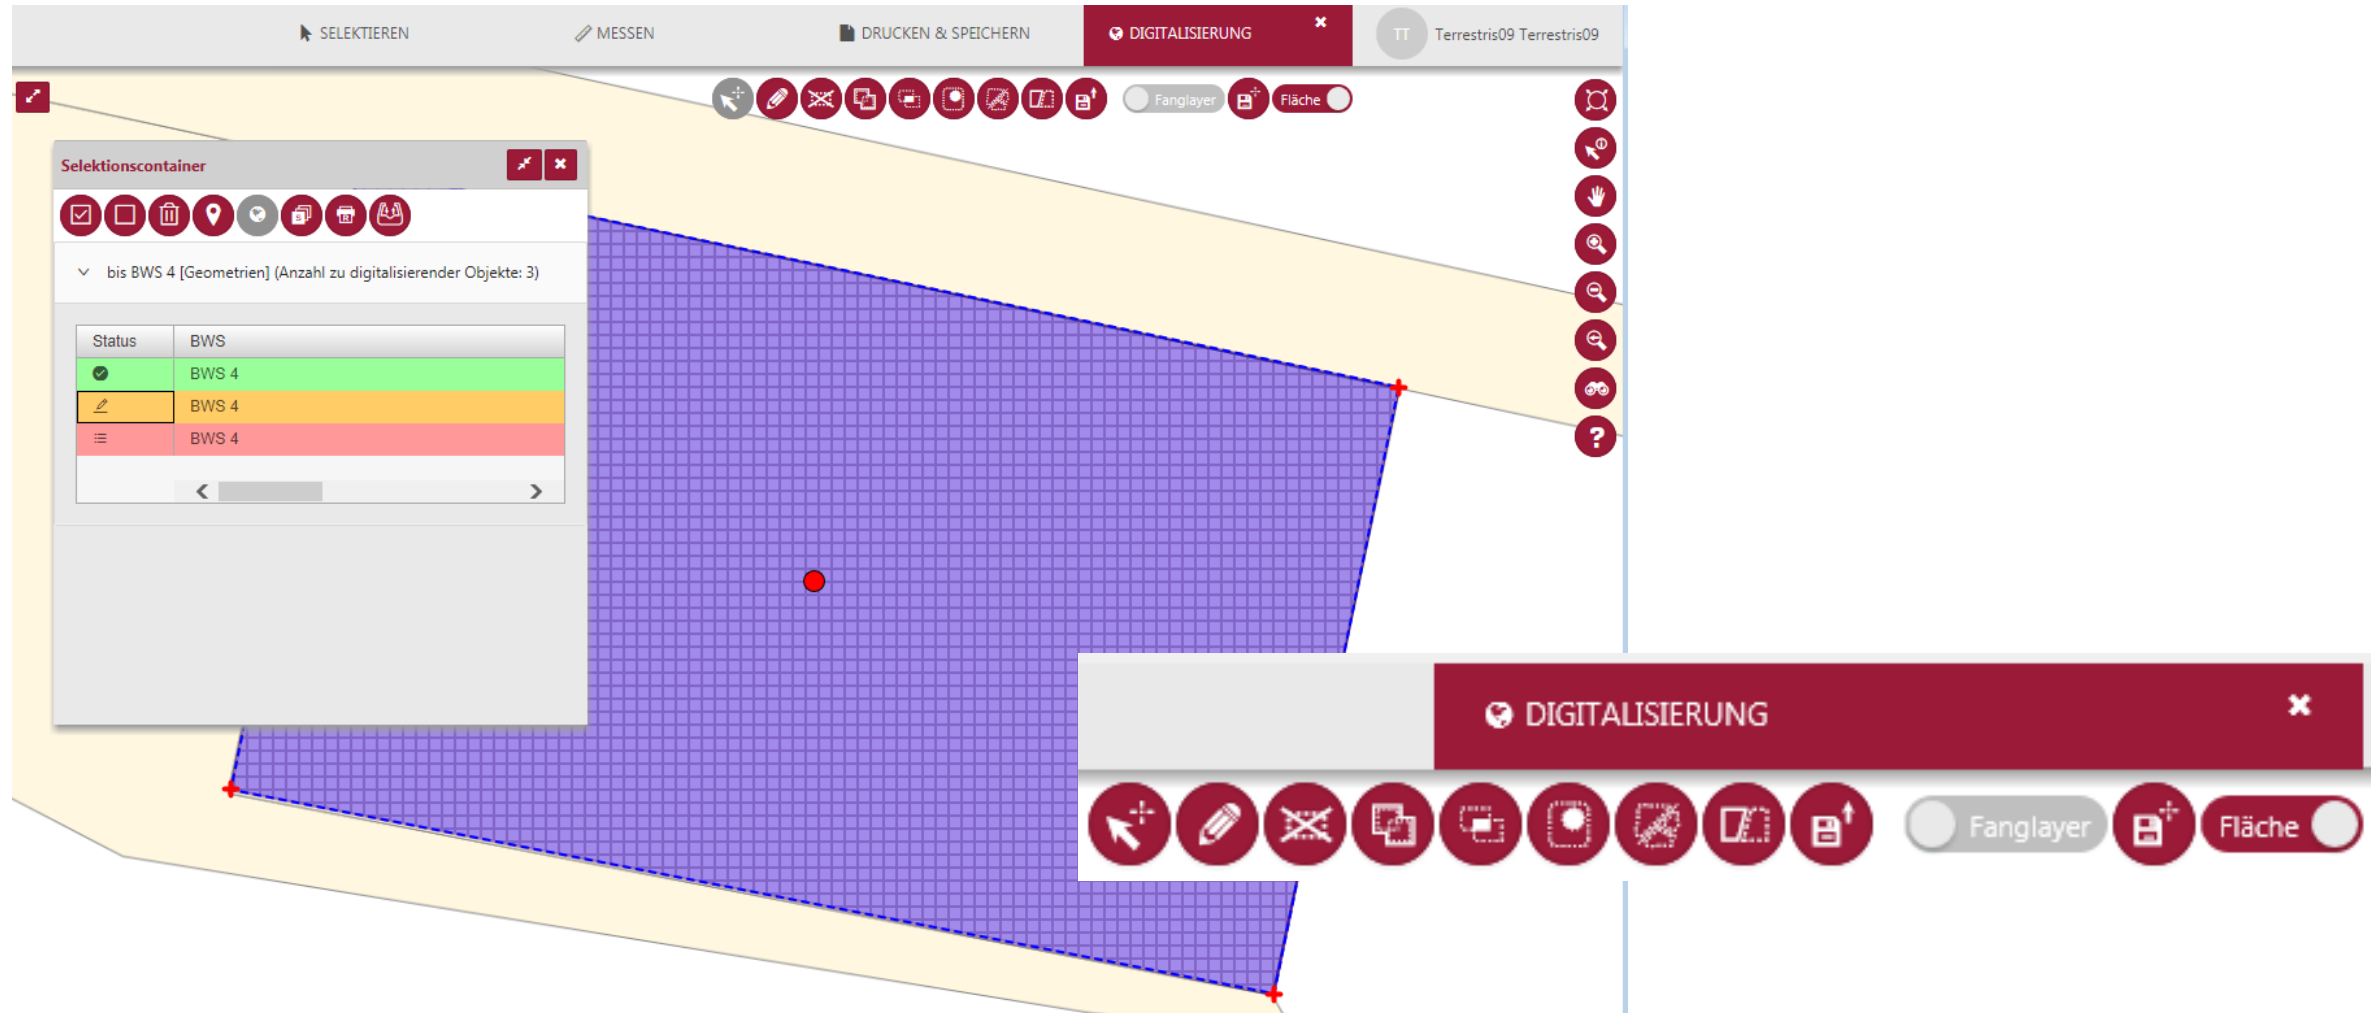 SELEKTIEREN MESSEN DRUCKEN & SPEICHERN DIGITALISIERUNG TT Terrestris09 Terrestris09
Fanglayer Fläche
Selektionscontainer
bis BWS 4 [Geometrien] (Anzahl zu digitalisierender Objekte: 3)
Status BWS
BWS 4
BWS 4
BWS 4
DIGITALISIERUNG
Fanglayer Fläche